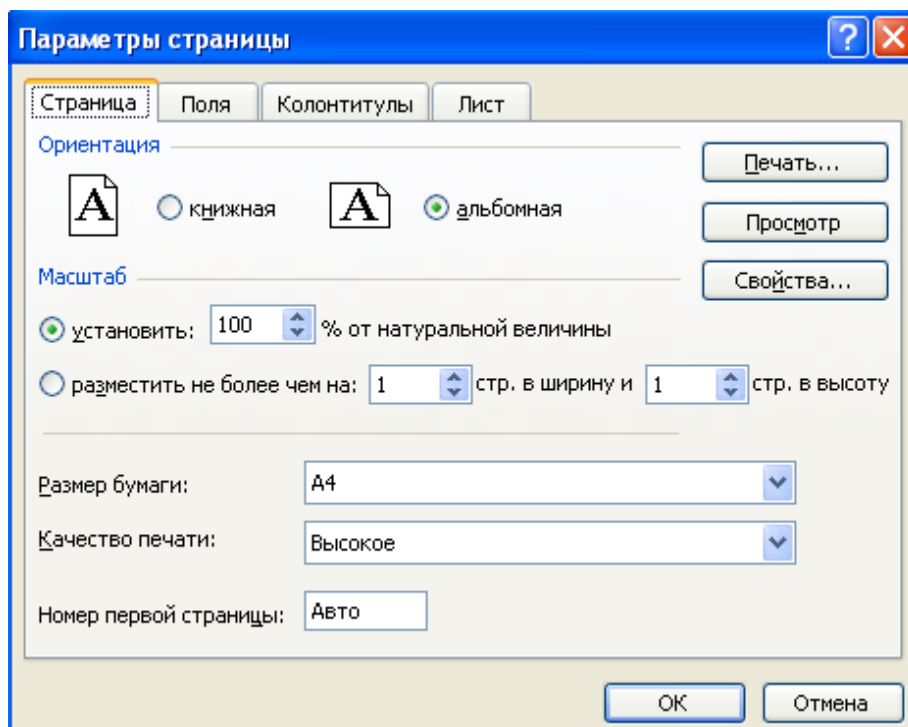 Параметры страницы
Страница Поля Колонтитулы Лист
Ориентация
Печать...
A книжная A альбомная
Просмотр
Масштаб
Свойства...
установить: 100 % от натуральной величины
разместить не более чем на: 1 стр. в ширину и 1 стр. в высоту
Размер бумаги: A4
Качество печати: Высокое
Номер первой страницы: Авто
ОК Отмена